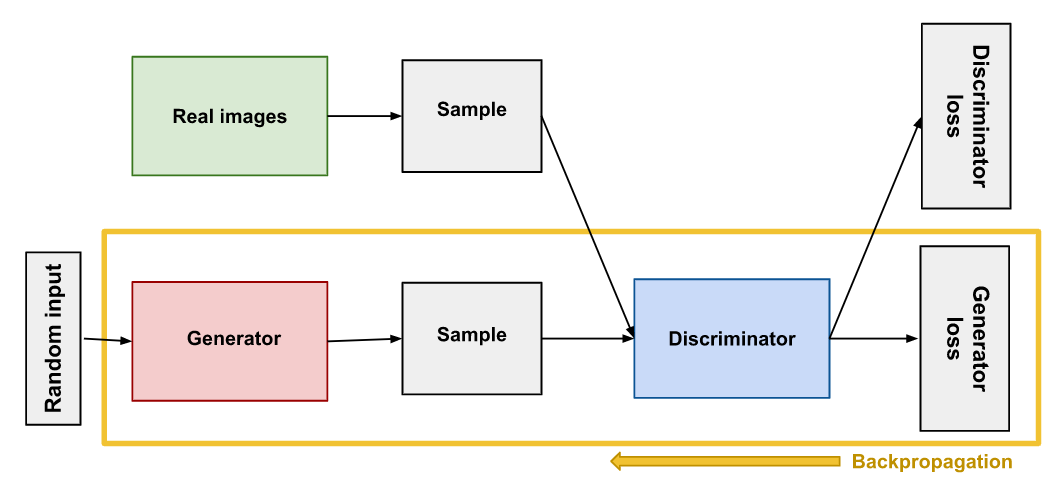 Real images
Sample
Discriminator
loss
Random input
Generator
Sample
Discriminator
Generator
loss
Backpropagation